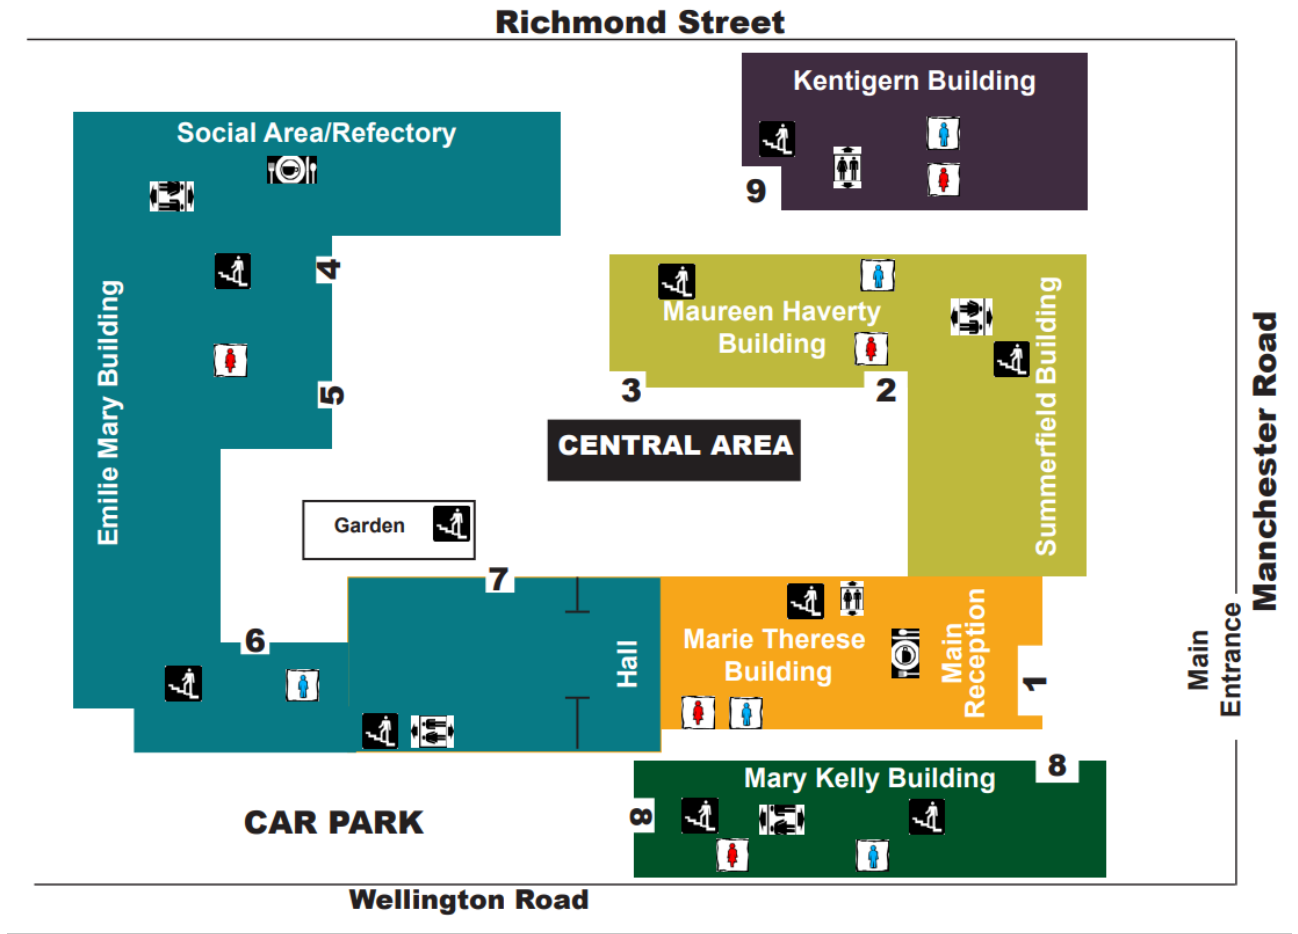 Richmond Street
Kentigern Building
Social Area/Refectory
9
4
Maureen Haverty
Building
Emilie Mary Building
Summerfield Building
Manchester Road
5
3
2
CENTRAL AREA
Garden
7
6
Hall
Marie Therese
Building
Main
Reception
1
Main
Entrance
8
Mary Kelly Building
8
CAR PARK
Wellington Road